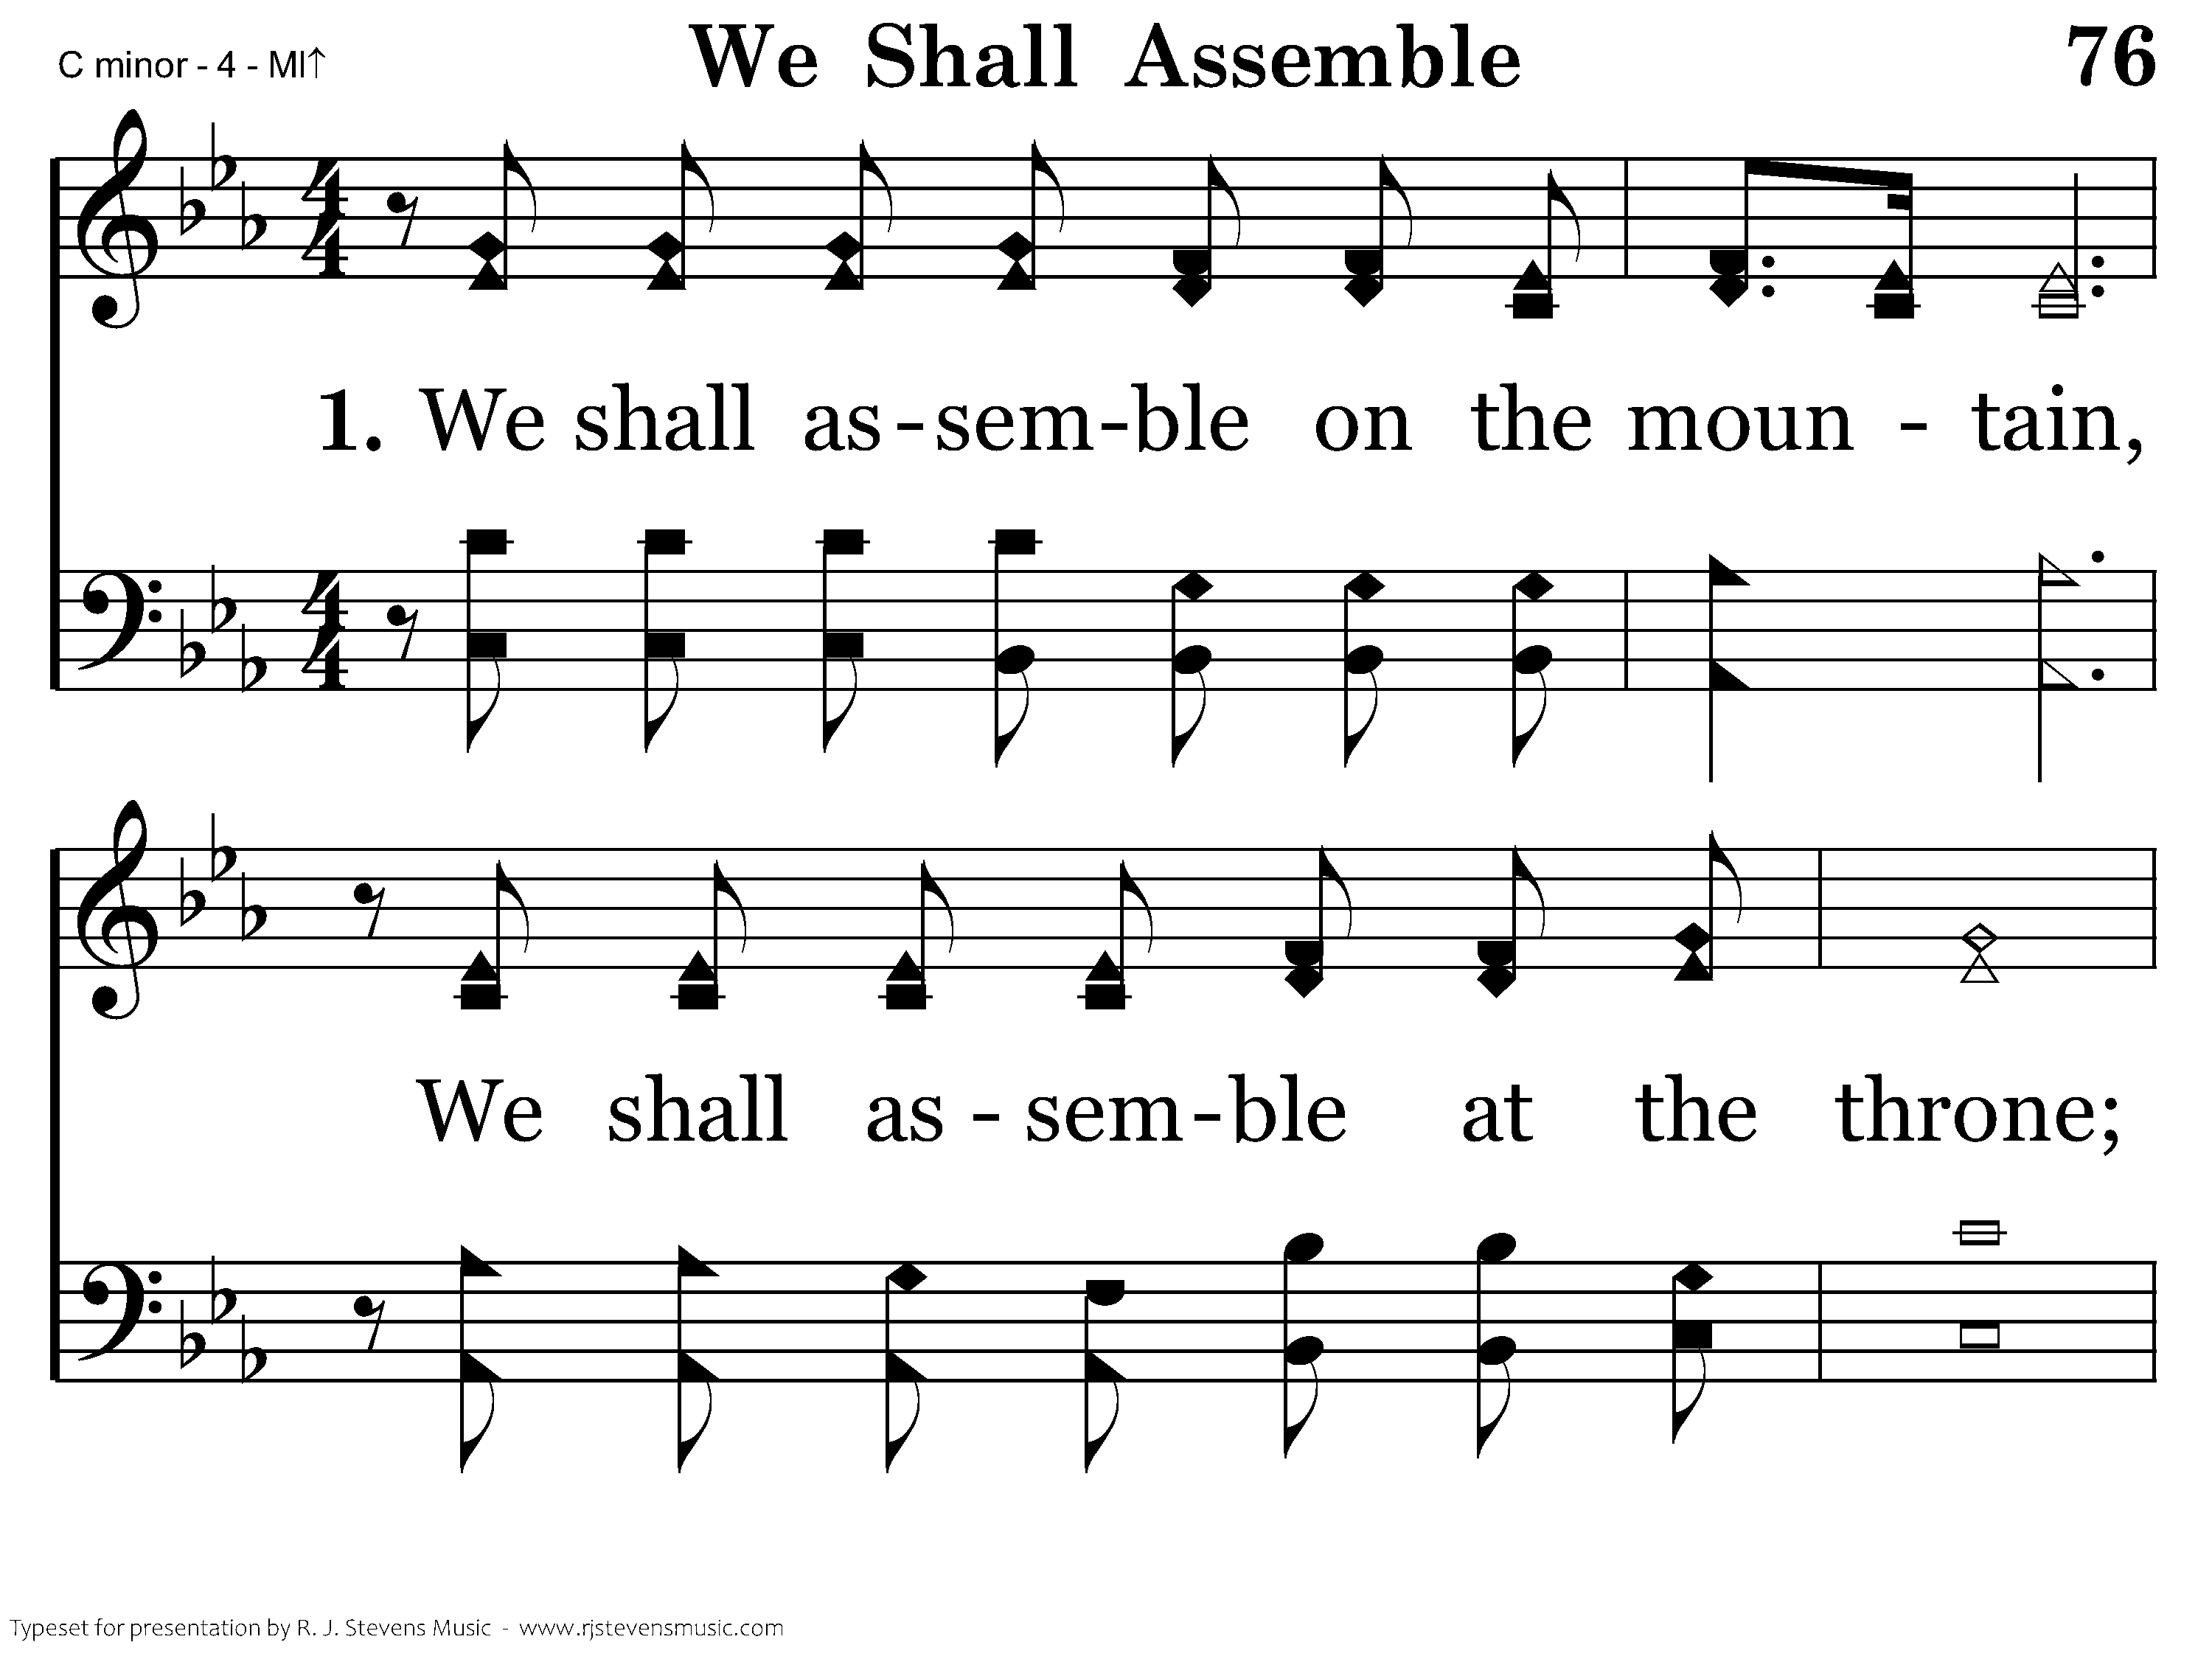 C minor - 4 - MI↑
We Shall Assemble
76
1. We shall as-sem-ble on the moun - tain,
We shall as - sem-ble at the throne;
Typeset for presentation by R. J. Stevens Music - www.rjstevensmusic.com